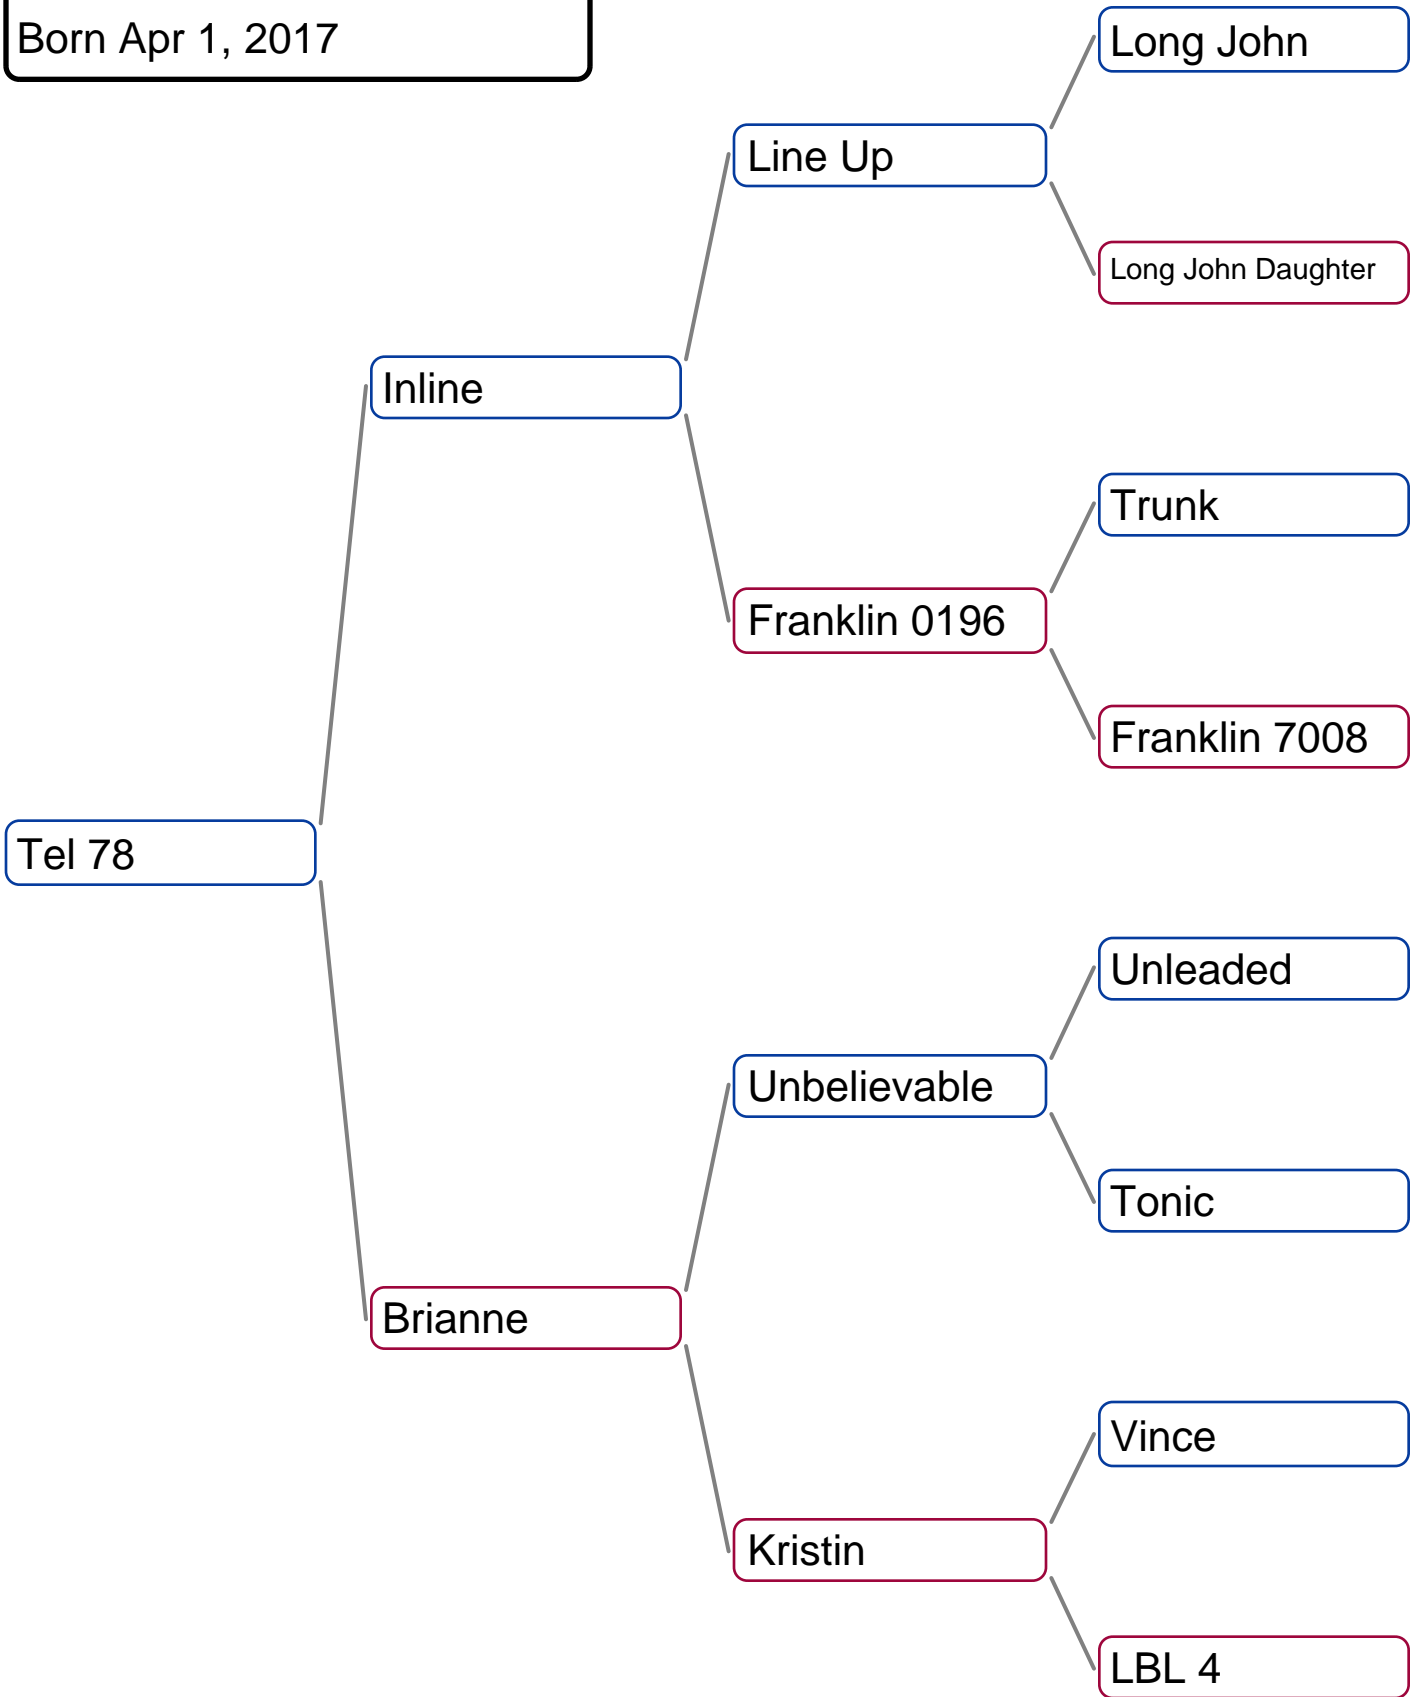 Born Apr 1, 2017
Long John
Line Up
Long John Daughter
Inline
Trunk
Franklin 0196
Franklin 7008
Tel 78
Unleaded
Unbelievable
Tonic
Brianne
Vince
Kristin
LBL 4